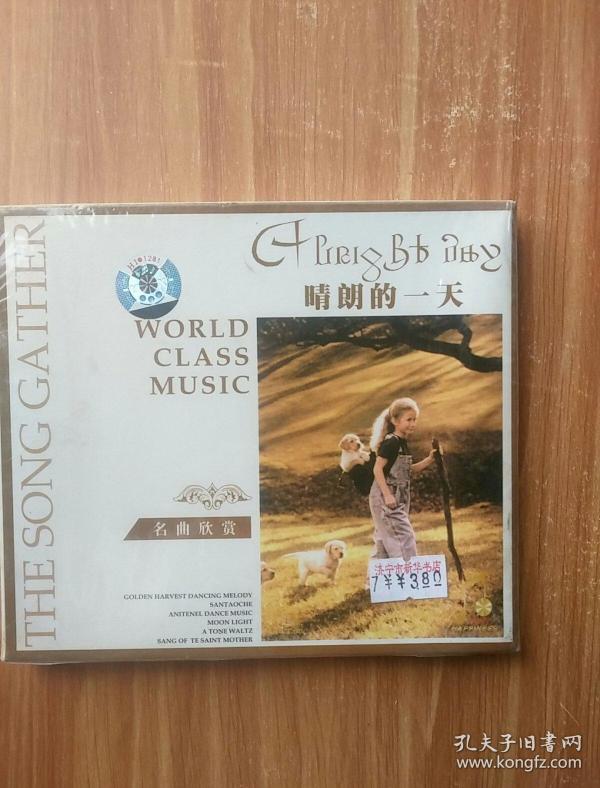 THE SONG GATHER
A bright day
晴朗的一天
WORLD
CLASS
MUSIC
名曲欣赏
GOLDEN HARVEST DANCING MELODY
SANTAOCHE
ANITENEL DANCE MUSIC
MOON LIGHT
A TONE WALTZ
SANG OF TE SAINT MOTHER
济宁市新华书店
HAPPINESS
孔夫子旧书网
www.kongfz.com